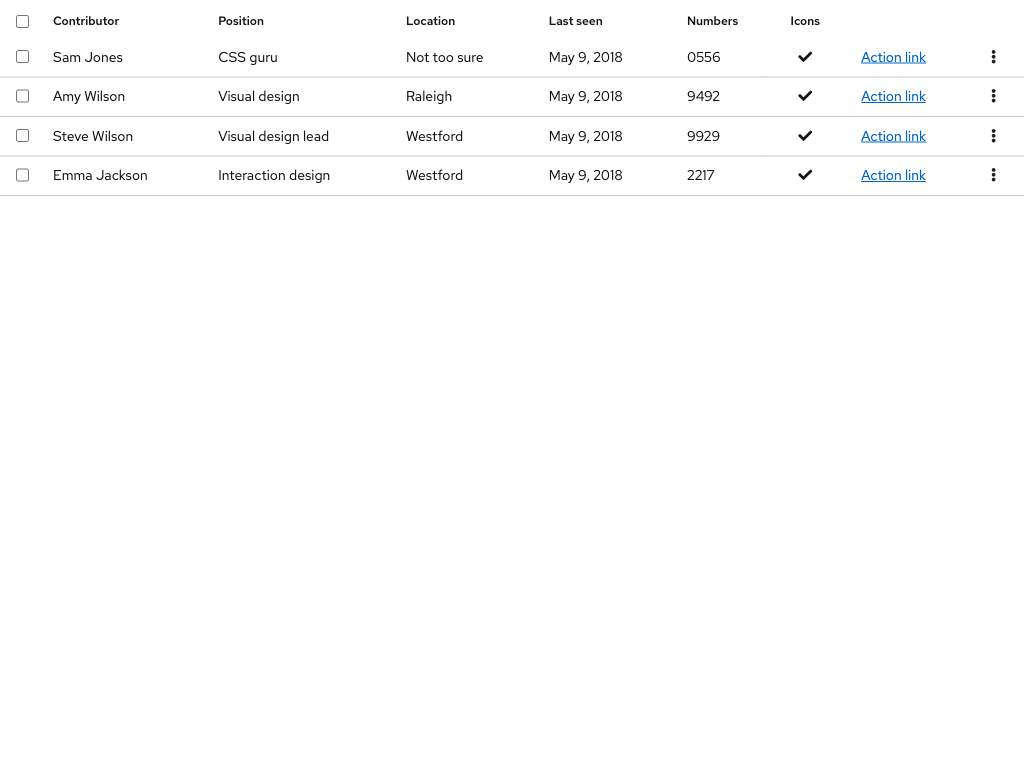 Contributor Position Location Last seen Numbers Icons
Sam Jones CSS guru Not too sure May 9, 2018 0556 Action link
Amy Wilson Visual design Raleigh May 9, 2018 9492 Action link
Steve Wilson Visual design lead Westford May 9, 2018 9929 Action link
Emma Jackson Interaction design Westford May 9, 2018 2217 Action link